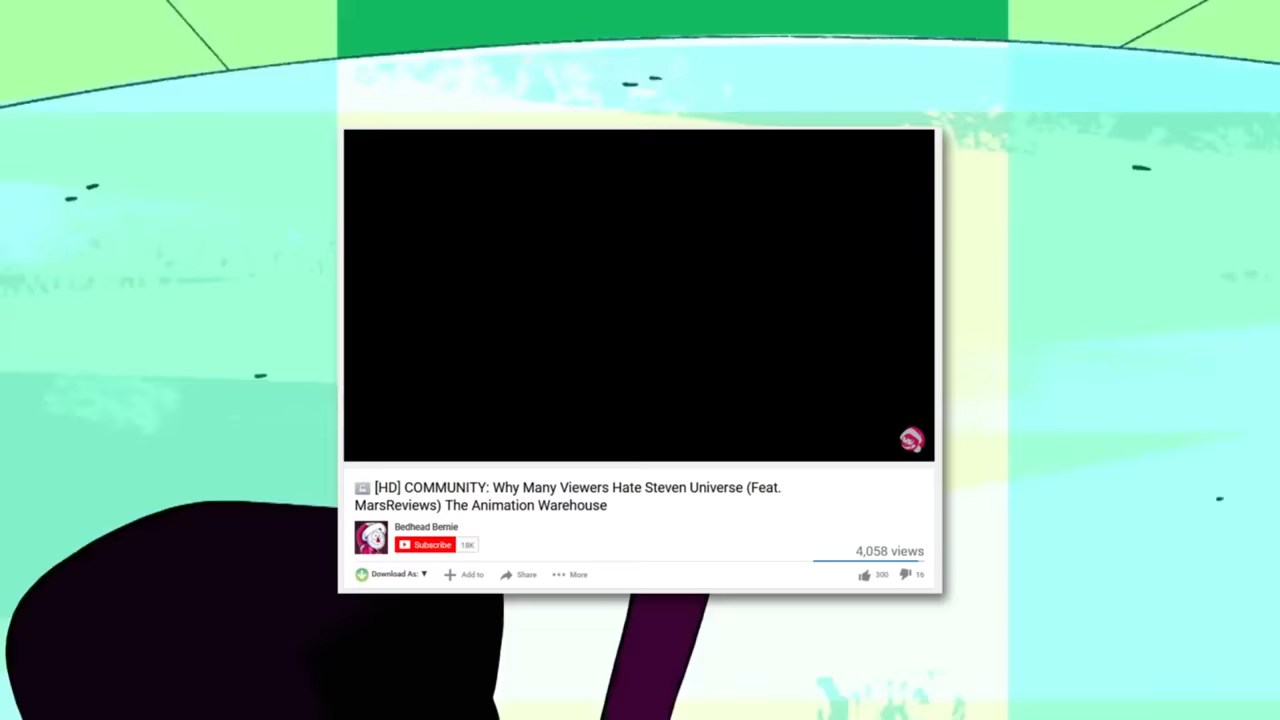 [HD] COMMUNITY: Why Many Viewers Hate Steven Universe (Feat.
MarsReviews) The Animation Warehouse
Bedhead Bernie
Subscribe 18K
4,058 views
Download As: ▼ Add to Share ••• More 300 16